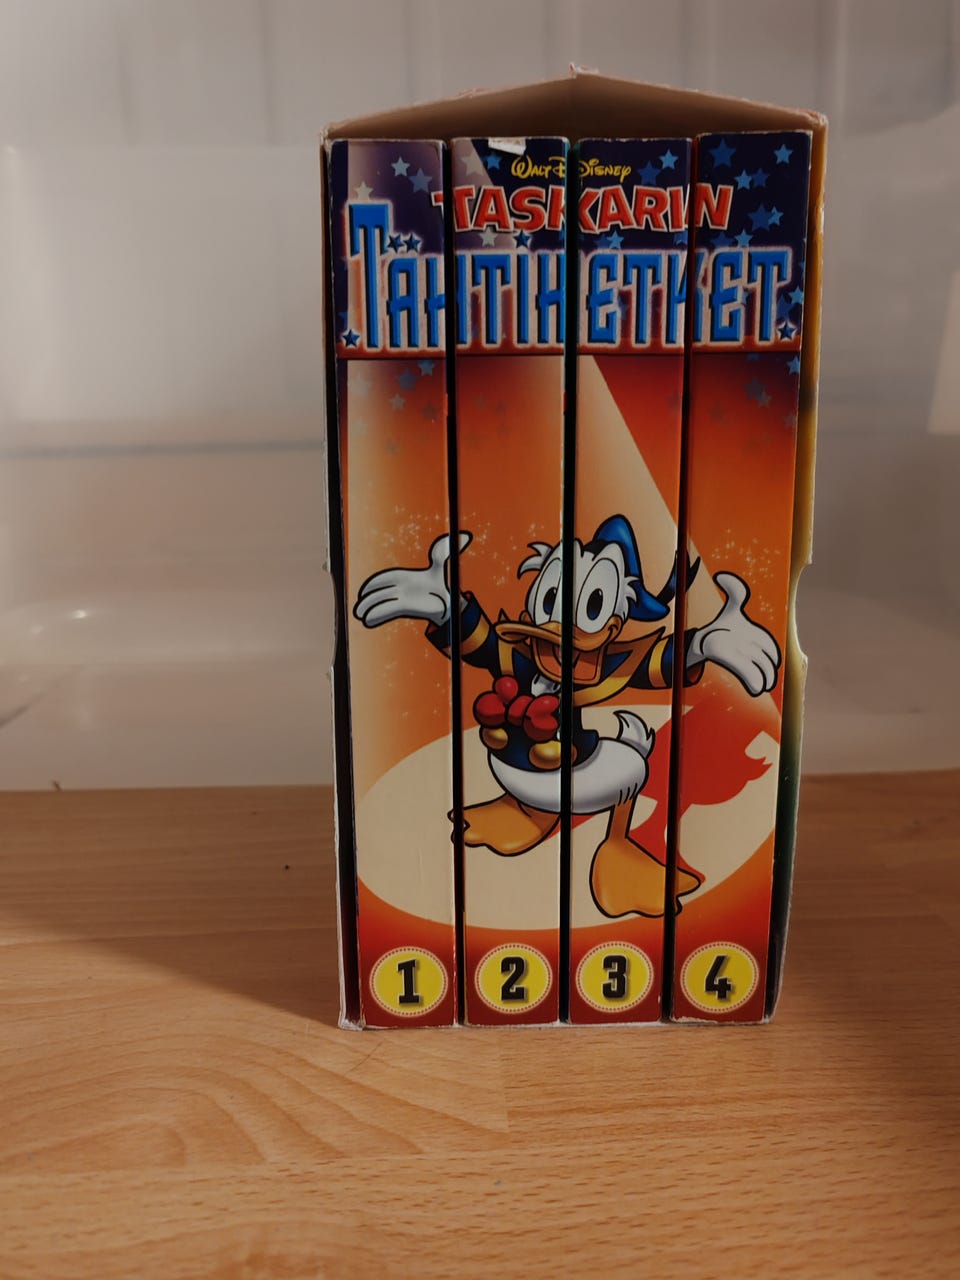 Walt Disney
TASKARIN
TÄHTIHETKET
1 2 3 4